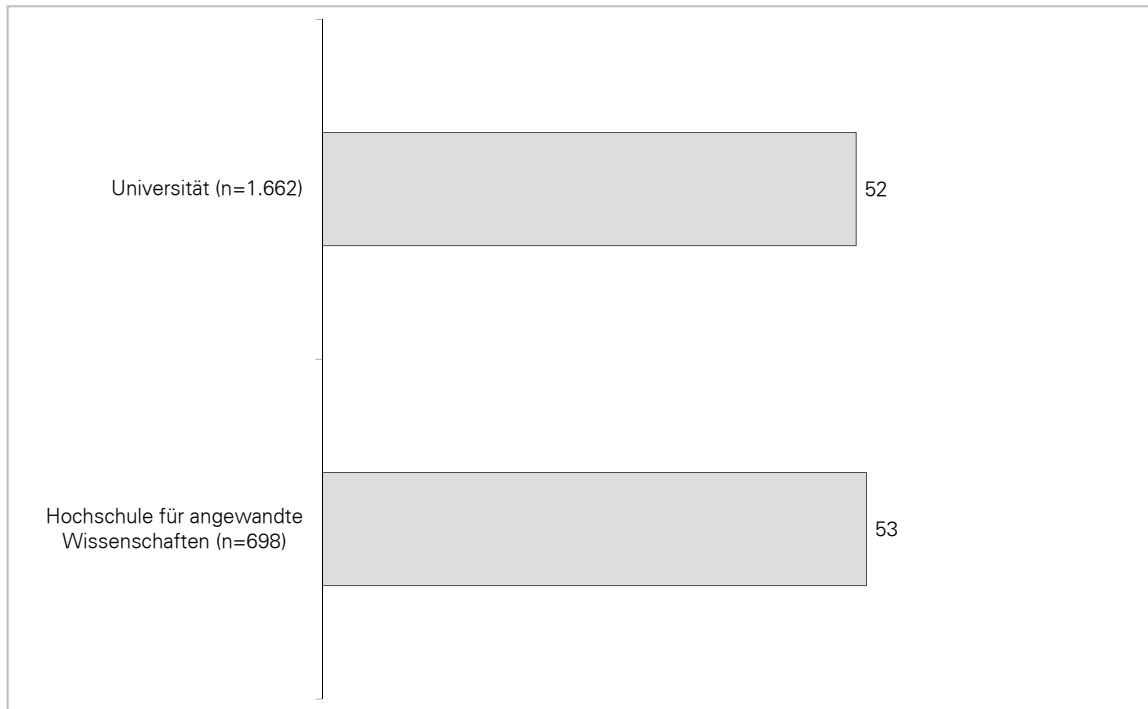 Universität (n=1.662)
52
Hochschule für angewandte
Wissenschaften (n=698)
53